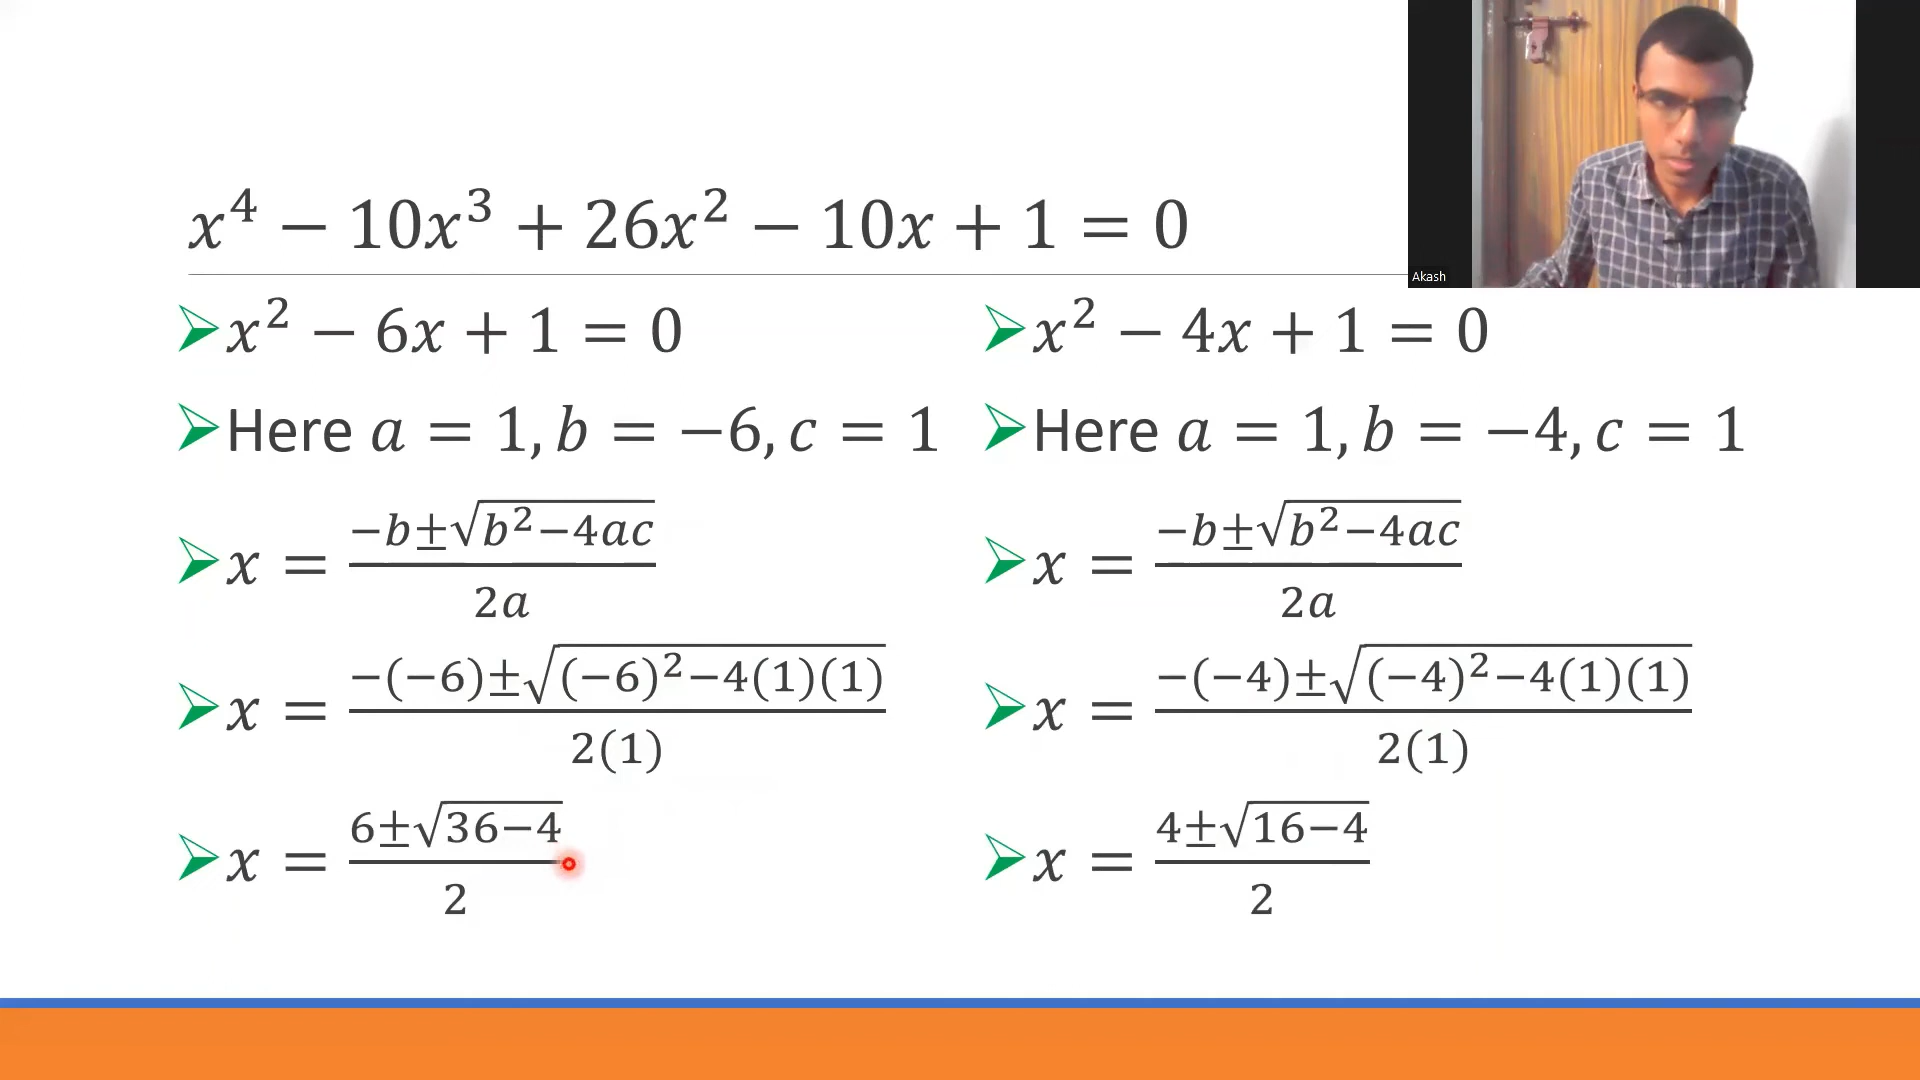 x⁴ − 10x³ + 26x² − 10x + 1 = 0
Akash
x² − 6x + 1 = 0
Here a = 1, b = −6, c = 1
x = (−b±√(b²−4ac))/(2a)
x = (−(−6)±√((−6)²−4(1)(1)))/(2(1))
x = (6±√(36−4))/2
x² − 4x + 1 = 0
Here a = 1, b = −4, c = 1
x = (−b±√(b²−4ac))/(2a)
x = (−(−4)±√((−4)²−4(1)(1)))/(2(1))
x = (4±√(16−4))/2